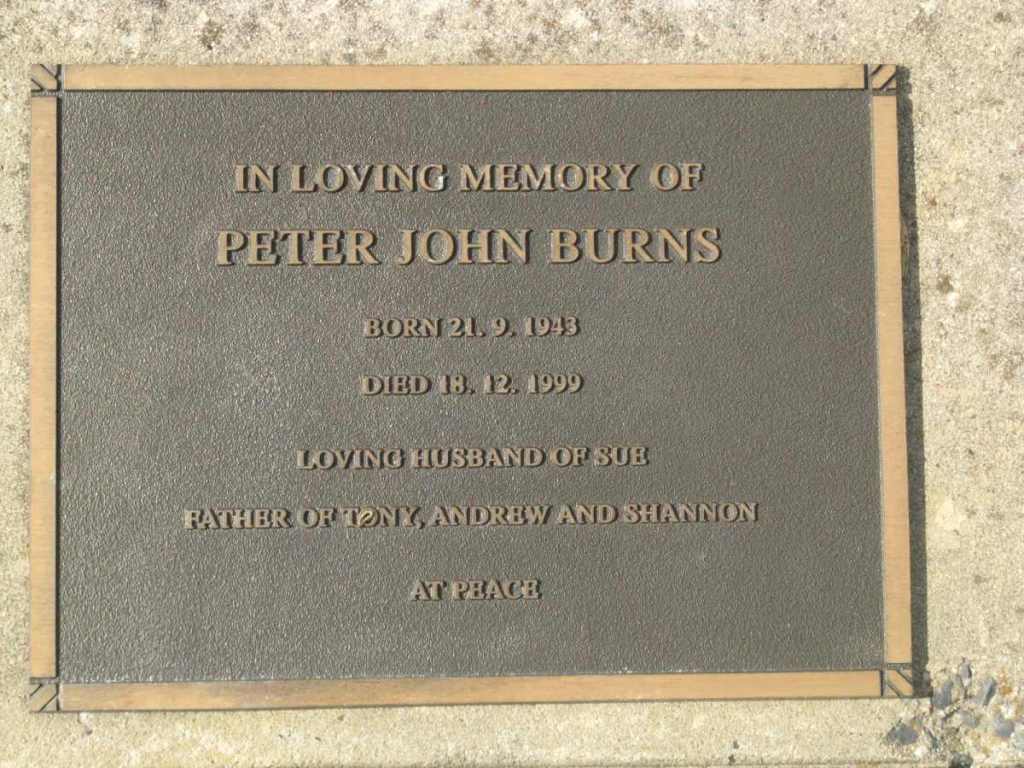 IN LOVING MEMORY OF
PETER JOHN BURNS
BORN 21. 9. 1943
DIED 18. 12. 1999
LOVING HUSBAND OF SUE
FATHER OF TONY, ANDREW AND SHANNON
AT PEACE